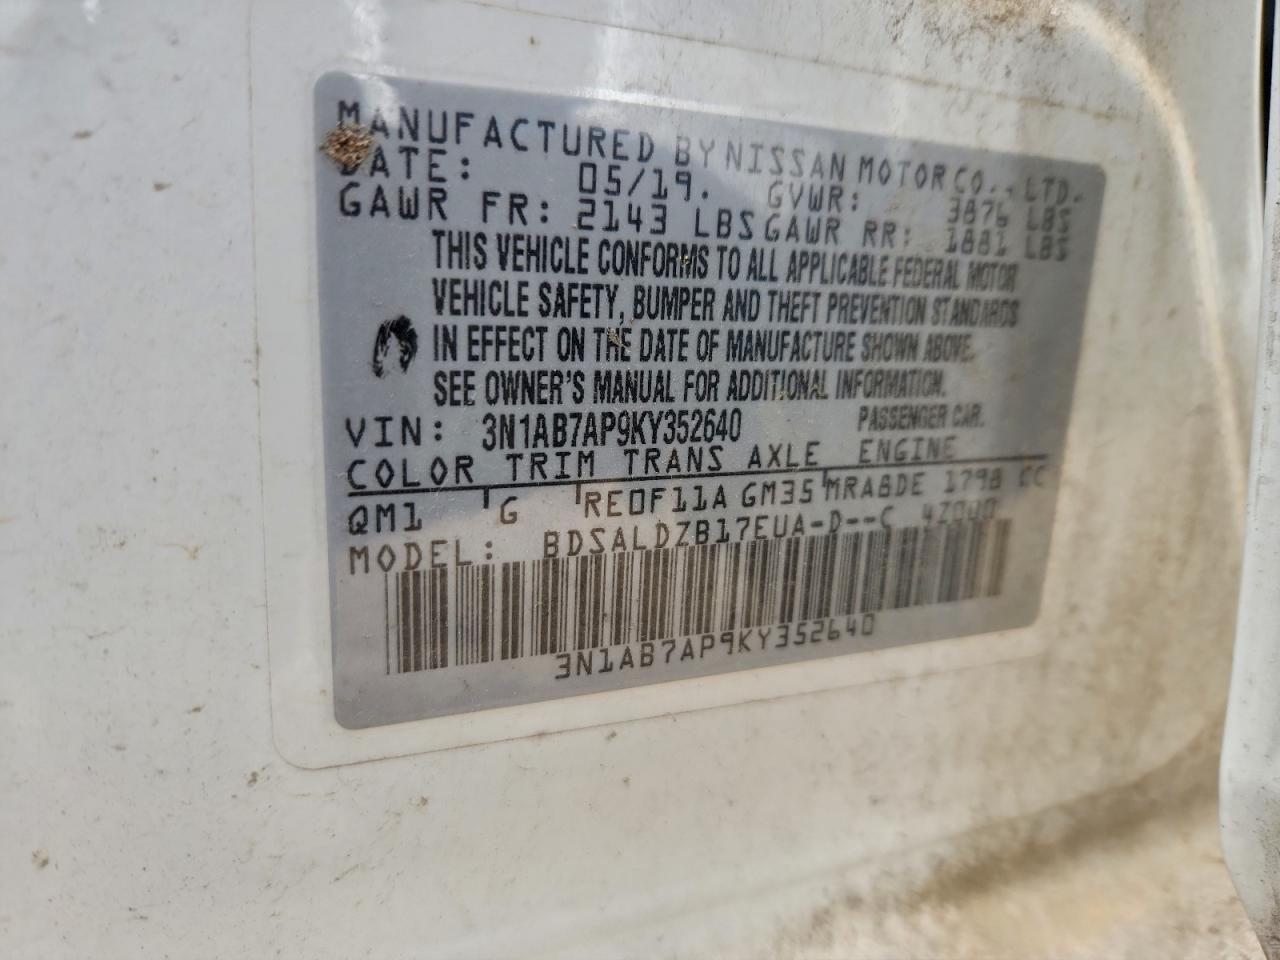 MANUFACTURED BY NISSAN MOTOR CO., LTD.
DATE: 05/19. GVWR: 3876 LBS
GAWR FR: 2143 LBS GAWR RR: 1881 LBS
THIS VEHICLE CONFORMS TO ALL APPLICABLE FEDERAL MOTOR
VEHICLE SAFETY, BUMPER AND THEFT PREVENTION STANDARDS
IN EFFECT ON THE DATE OF MANUFACTURE SHOWN ABOVE.
SEE OWNER'S MANUAL FOR ADDITIONAL INFORMATION.
VIN: 3N1AB7AP9KY352640 PASSENGER CAR.
COLOR TRIM TRANS AXLE ENGINE
QM1 G RE0F11A GM35 MRA8DE 1798 CC
MODEL: BDSALDZB17EUA-D--C 42000
3N1AB7AP9KY352640